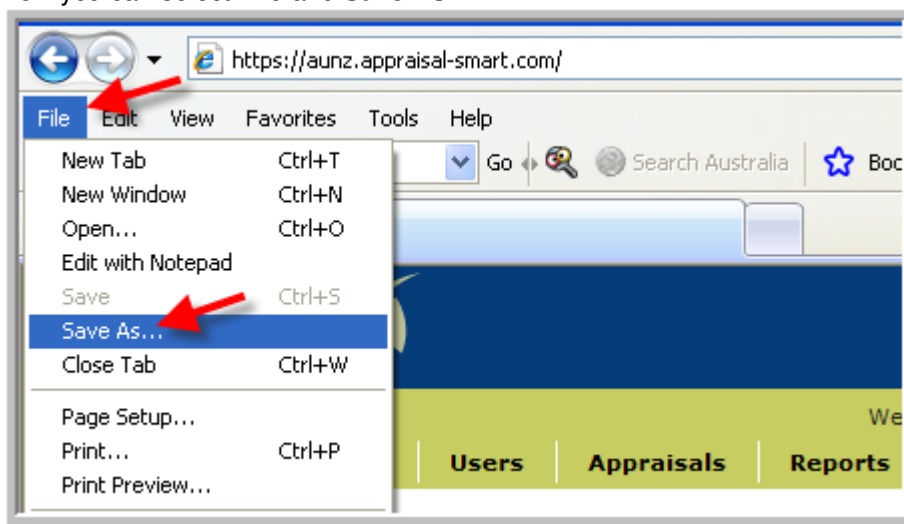 https://aunz.appraisal-smart.com/
File Edit View Favorites Tools Help
New Tab Ctrl+T
Go Search Australia Boo
New Window Ctrl+N
Open... Ctrl+O
Edit with Notepad
Save Ctrl+S
Save As...
Close Tab Ctrl+W
Page Setup... We
Print... Ctrl+P
Users Appraisals Reports
Print Preview...